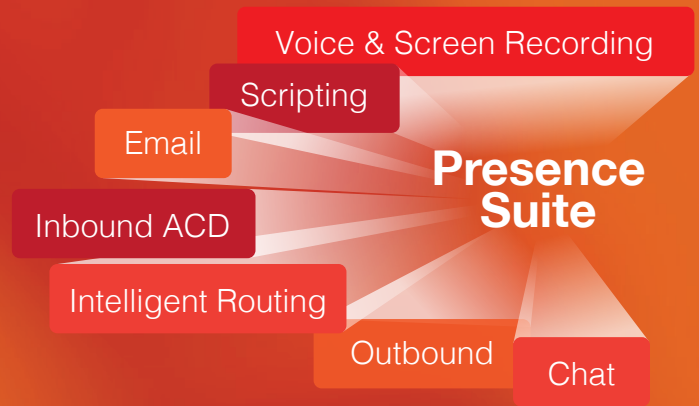 Voice & Screen Recording
Scripting
Email
Presence
Suite
Inbound ACD
Intelligent Routing
Outbound
Chat